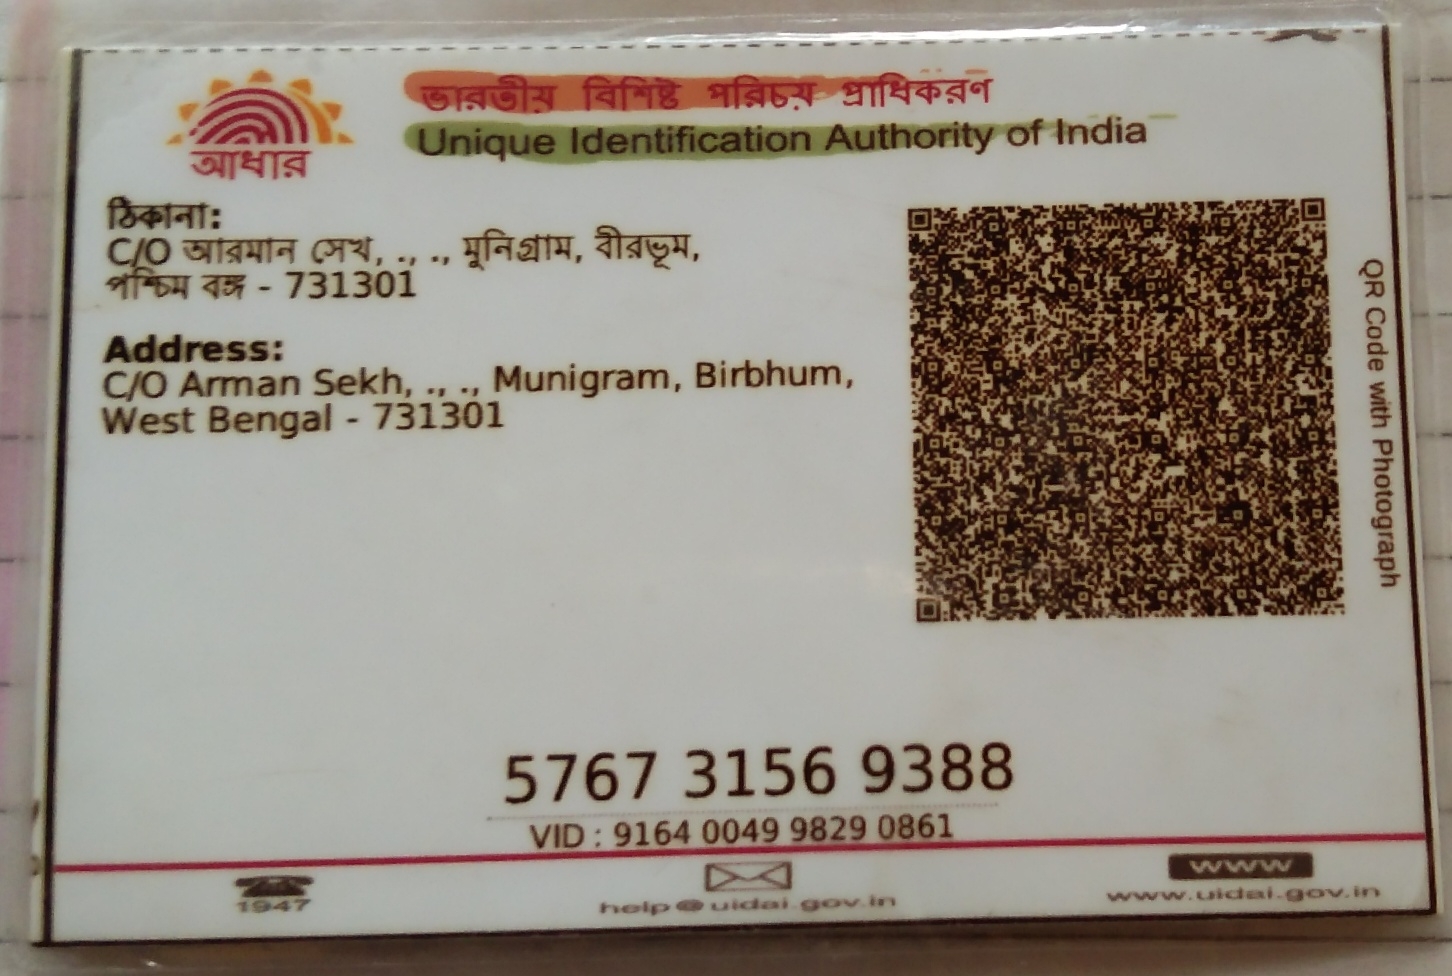 আধার
ভারতীয় বিশিষ্ট পরিচয় প্রাধিকরণ
Unique Identification Authority of India
ঠিকানা:
C/O আরমান সেখ, ., ., মুনিগ্রাম, বীরভূম,
পশ্চিম বঙ্গ - 731301
Address:
C/O Arman Sekh, ., ., Munigram, Birbhum,
West Bengal - 731301
QR Code with Photograph
5767 3156 9388
VID : 9164 0049 9829 0861
1947
help@uidai.gov.in
www
www.uidai.gov.in